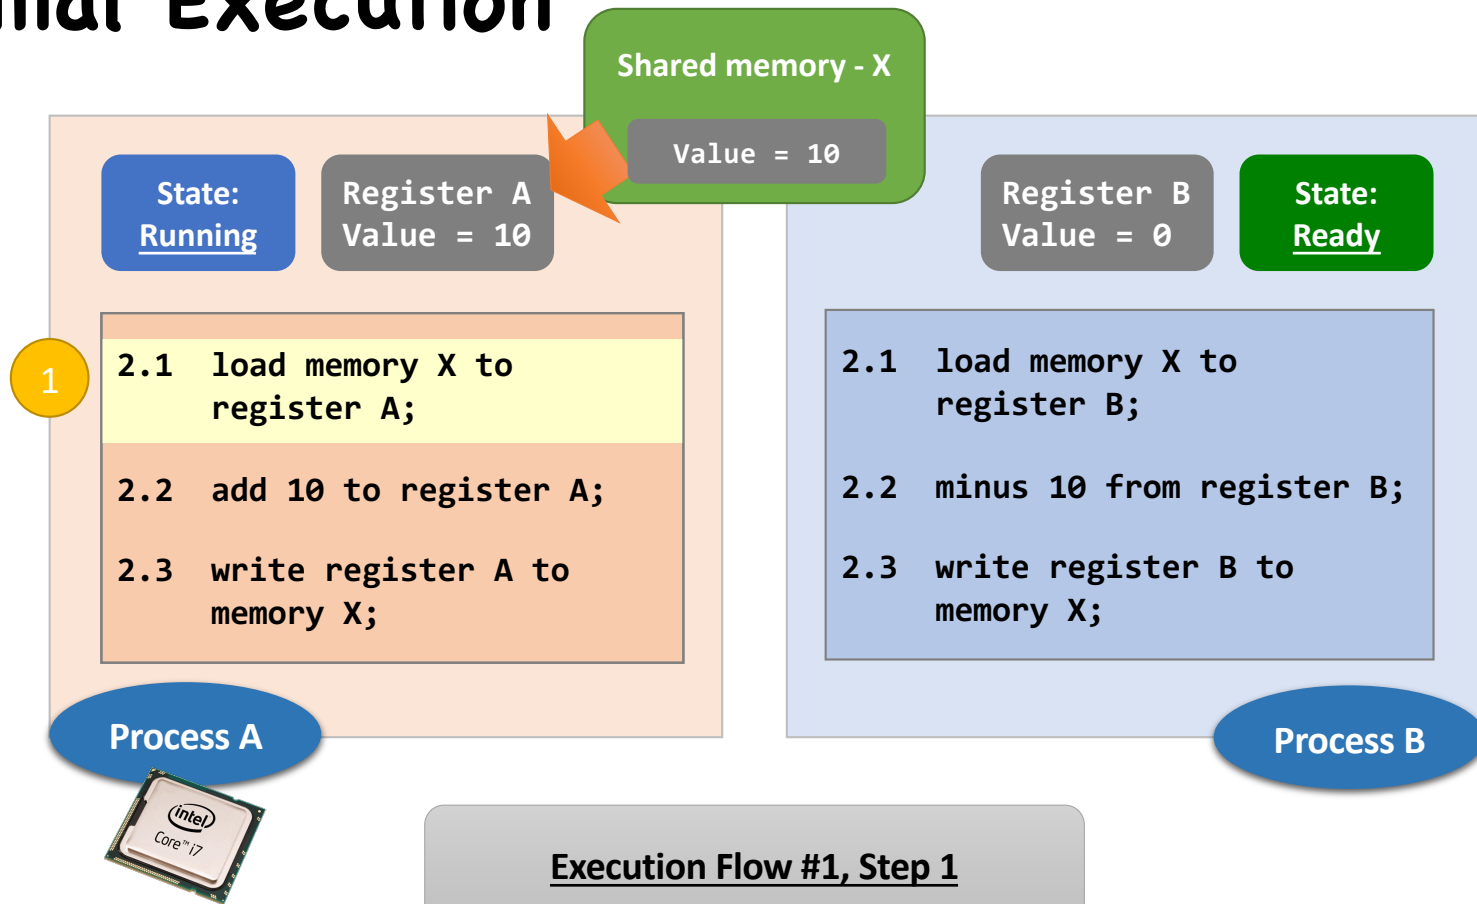 Execution
Shared memory - X
Value = 10
State:
Running
Register A
Value = 10
Register B
Value = 0
State:
Ready
1
2.1 load memory X to
register A;
2.2 add 10 to register A;
2.3 write register A to
memory X;
2.1 load memory X to
register B;
2.2 minus 10 from register B;
2.3 write register B to
memory X;
Process A
Process B
intel
Core™ i7
Execution Flow #1, Step 1